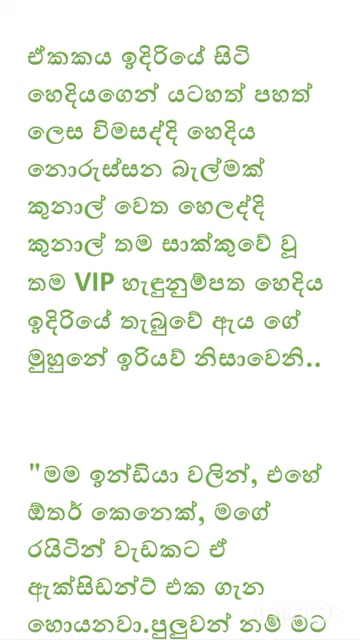 ඒකකය ඉදිරියේ සිටි
හෙදියගෙන් යටහත් පහත්
ලෙස විමසද්දි හෙදිය
නොරුස්සන බැල්මක්
කුනාල් වෙත හෙලද්දි
කුනාල් තම සාක්කුවේ වූ
තම VIP හැඳුනුම්පත හෙදිය
ඉදිරියේ තැබුවේ ඇය ගේ
මුහුනේ ඉරියව් නිසාවෙනි..
"මම ඉන්ඩියා වලින්, එහේ
ඕතර් කෙනෙක්, මගේ
රයිටින් වැඩකට ඒ
ඇක්සිඩන්ට් එක ගැන
හොයනවා.පුලුවන් නම් මට